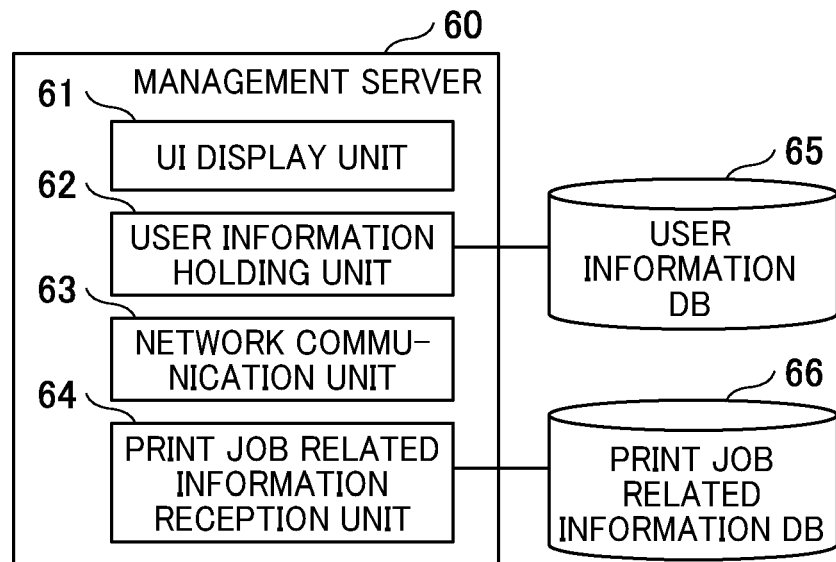 60
MANAGEMENT SERVER
61
UI DISPLAY UNIT
62
USER INFORMATION
HOLDING UNIT
63
NETWORK COMMU-
NICATION UNIT
64
PRINT JOB RELATED
INFORMATION
RECEPTION UNIT
65
USER
INFORMATION
DB
66
PRINT JOB
RELATED
INFORMATION DB